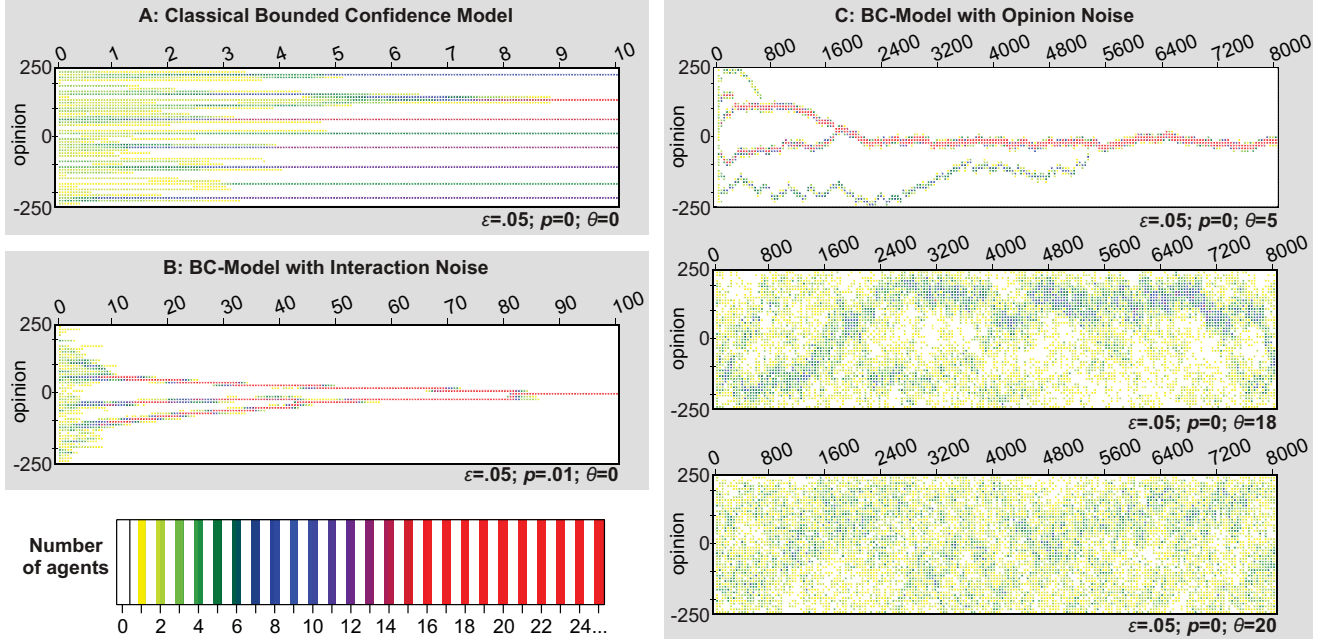 A: Classical Bounded Confidence Model
0 1 2 3 4 5 6 7 8 9 10
250
0
-250
opinion
ε=.05; p=0; θ=0
B: BC-Model with Interaction Noise
0 10 20 30 40 50 60 70 80 90 100
250
0
-250
opinion
ε=.05; p=.01; θ=0
Number
of agents
0 2 4 6 8 10 12 14 16 18 20 22 24...
C: BC-Model with Opinion Noise
0 800 1600 2400 3200 4000 4800 5600 6400 7200 8000
250
0
-250
opinion
ε=.05; p=0; θ=5
0 800 1600 2400 3200 4000 4800 5600 6400 7200 8000
250
0
-250
opinion
ε=.05; p=0; θ=18
0 800 1600 2400 3200 4000 4800 5600 6400 7200 8000
250
0
-250
opinion
ε=.05; p=0; θ=20